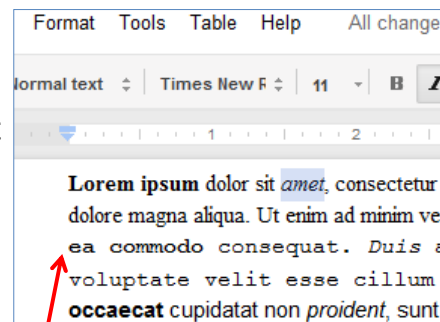 Format Tools Table Help All change
Normal text Times New R 11 B I
1 2
Lorem ipsum dolor sit amet, consectetur
dolore magna aliqua. Ut enim ad minim ve
ea commodo consequat. Duis a
voluptate velit esse cillum
occaecat cupidatat non proident, sunt